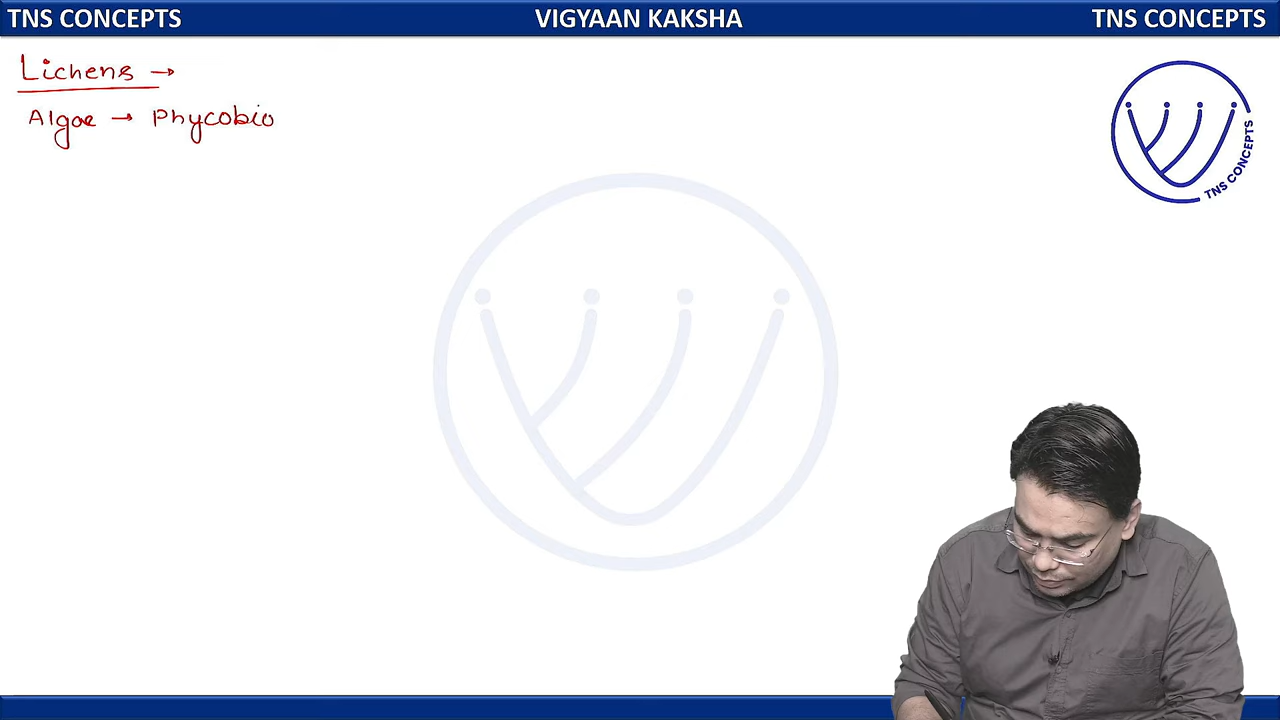 TNS CONCEPTS VIGYAAN KAKSHA TNS CONCEPTS
Lichens →
Algae → Phycobio
TNS CONCEPTS